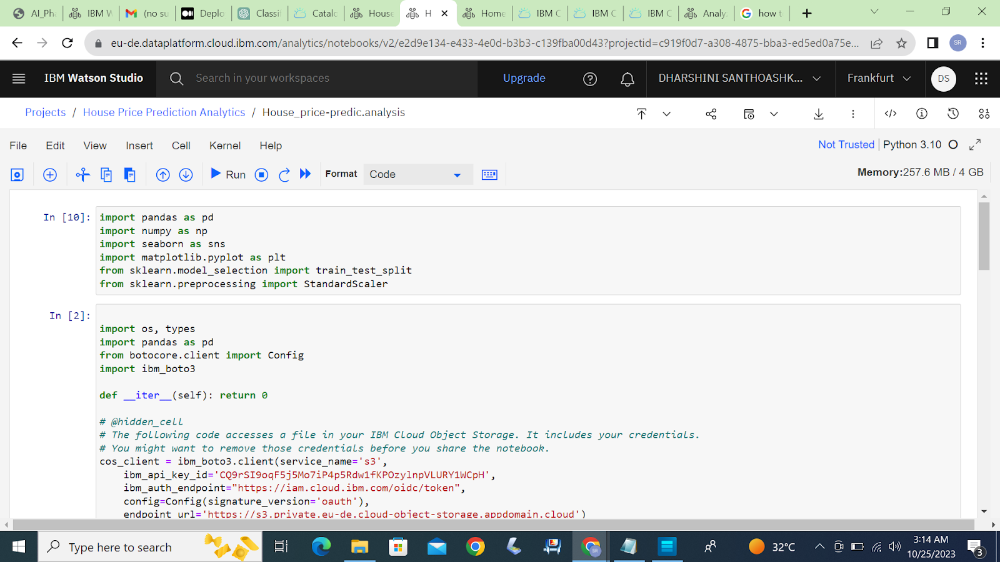 AI_Pha
IBM W
(no su
Deplo
Classif
Catalo
House
H
Home
IBM C
IBM C
IBM C
Analy
how t
eu-de.dataplatform.cloud.ibm.com/analytics/notebooks/v2/e2d9e134-e433-4e0d-b3b3-c139fba00d43?projectid=c919f0d7-a308-4875-bba3-ed5ed0a75e...
SR
IBM Watson Studio
Search in your workspaces
Upgrade
DHARSHINI SANTHOASHK...
Frankfurt
DS
Projects / House Price Prediction Analytics / House_price-predic.analysis
File Edit View Insert Cell Kernel Help
Not Trusted
Python 3.10
Run
Format
Code
Memory:257.6 MB / 4 GB
In [10]:
import pandas as pd
import numpy as np
import seaborn as sns
import matplotlib.pyplot as plt
from sklearn.model_selection import train_test_split
from sklearn.preprocessing import StandardScaler
In [2]:
import os, types
import pandas as pd
from botocore.client import Config
import ibm_boto3
def __iter__(self): return 0
# @hidden_cell
# The following code accesses a file in your IBM Cloud Object Storage. It includes your credentials.
# You might want to remove those credentials before you share the notebook.
cos_client = ibm_boto3.client(service_name='s3',
ibm_api_key_id='CQ9rSI9oqF5j5Mo7iP4p5Rdw1fKPOzylnpVLURY1WCpH',
ibm_auth_endpoint="https://iam.cloud.ibm.com/oidc/token",
config=Config(signature_version='oauth'),
endpoint_url='https://s3.private.eu-de.cloud-object-storage.appdomain.cloud')
Type here to search
SR
32°C
3:14 AM
10/25/2023
3